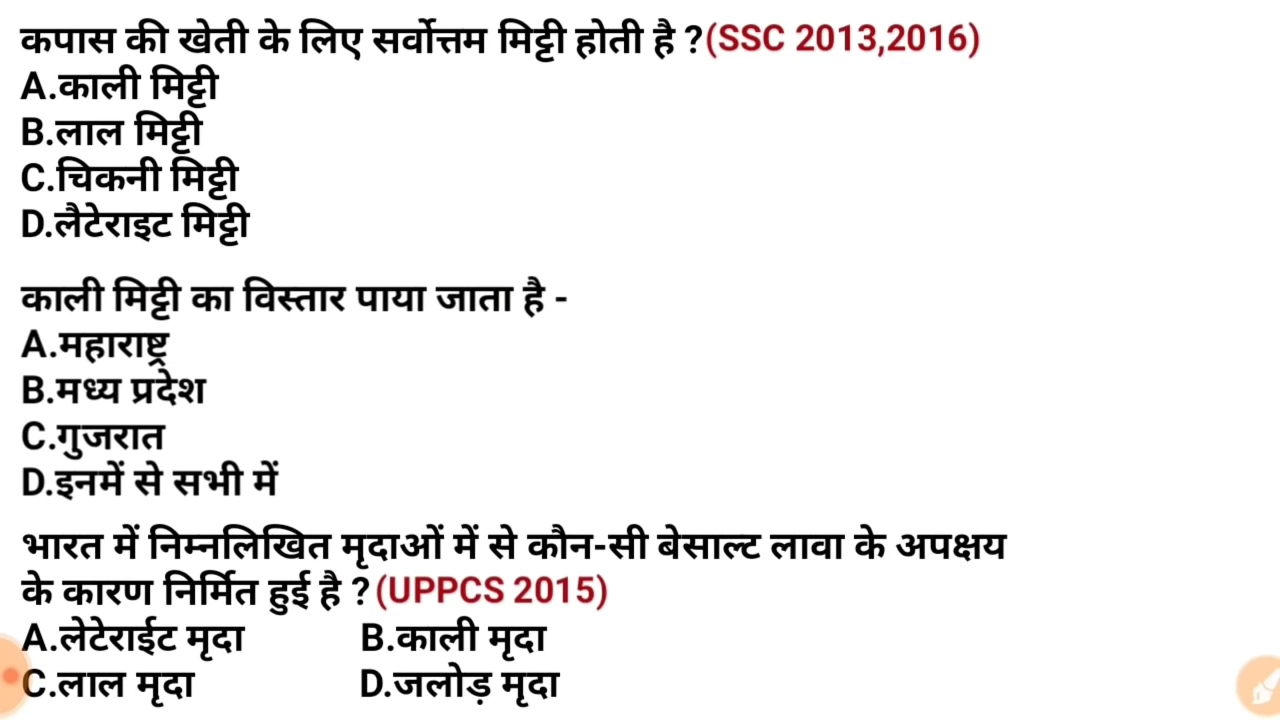 कपास की खेती के लिए सर्वोत्तम मिट्टी होती है ?(SSC 2013,2016)
A.काली मिट्टी
B.लाल मिट्टी
C.चिकनी मिट्टी
D.लैटेराइट मिट्टी
काली मिट्टी का विस्तार पाया जाता है -
A.महाराष्ट्र
B.मध्य प्रदेश
C.गुजरात
D.इनमें से सभी में
भारत में निम्नलिखित मृदाओं में से कौन-सी बेसाल्ट लावा के अपक्षय
के कारण निर्मित हुई है ?(UPPCS 2015)
A.लेटेराईट मृदा B.काली मृदा
C.लाल मृदा D.जलोड़ मृदा